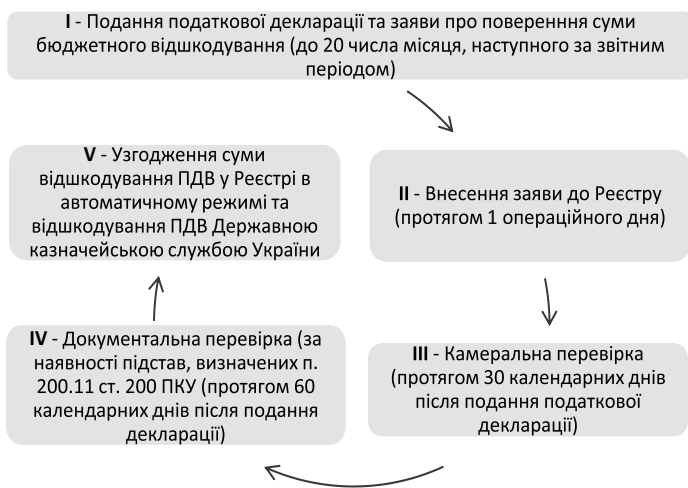 I - Подання податкової декларації та заяви про поверенння суми
бюджетного відшкодування (до 20 числа місяця, наступного за звітним
періодом)
II - Внесення заяви до Реєстру
(протягом 1 операційного дня)
III - Камеральна перевірка
(протягом 30 календарних днів
після подання податкової
декларації)
IV - Документальна перевірка (за
наявності підстав, визначених п.
200.11 ст. 200 ПКУ (протягом 60
календарних днів після подання
декларації)
V - Узгодження суми
відшкодування ПДВ у Реєстрі в
автоматичному режимі та
відшкодування ПДВ Державною
казначейською службою України